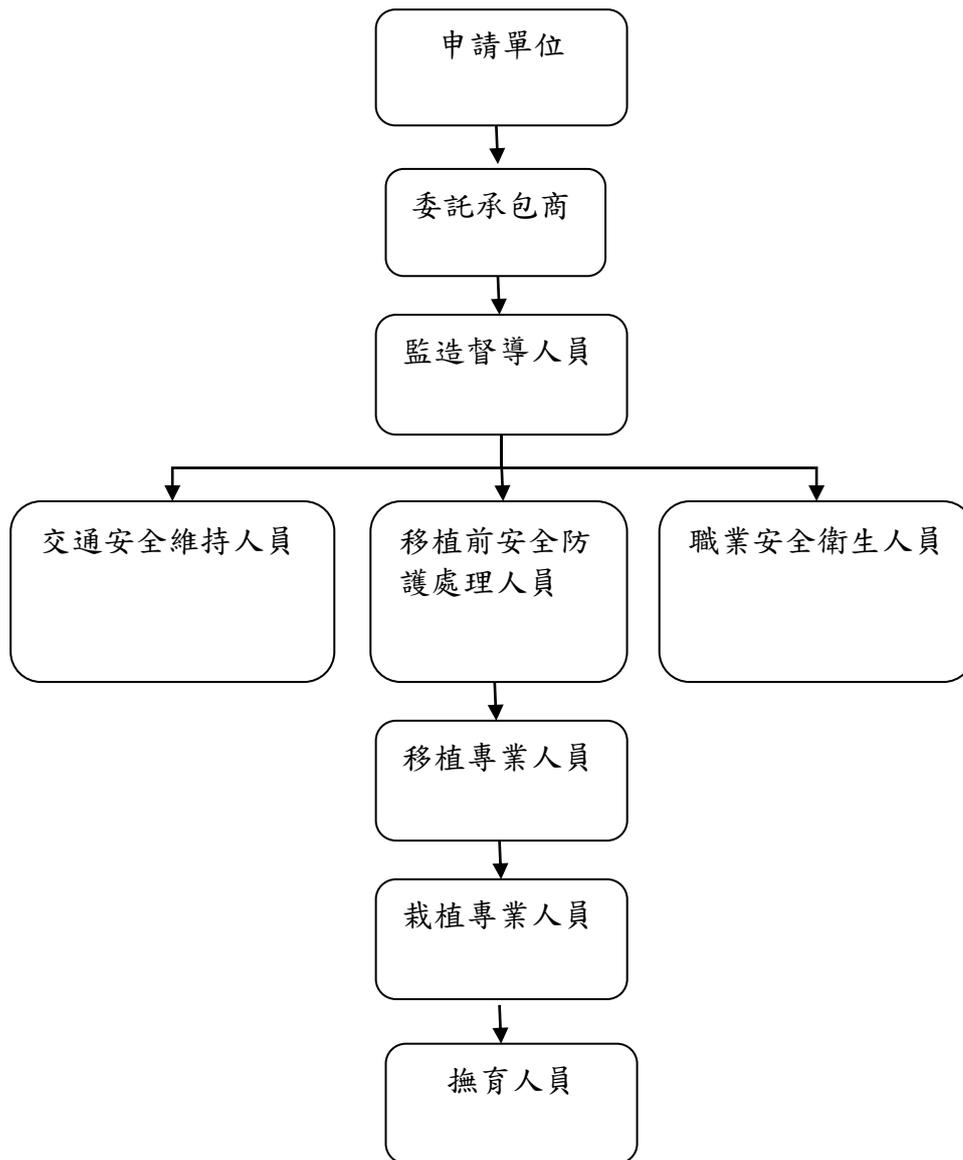 申請單位
委託承包商
監造督導人員
交通安全維持人員
移植前安全防
護處理人員
職業安全衛生人員
移植專業人員
栽植專業人員
撫育人員